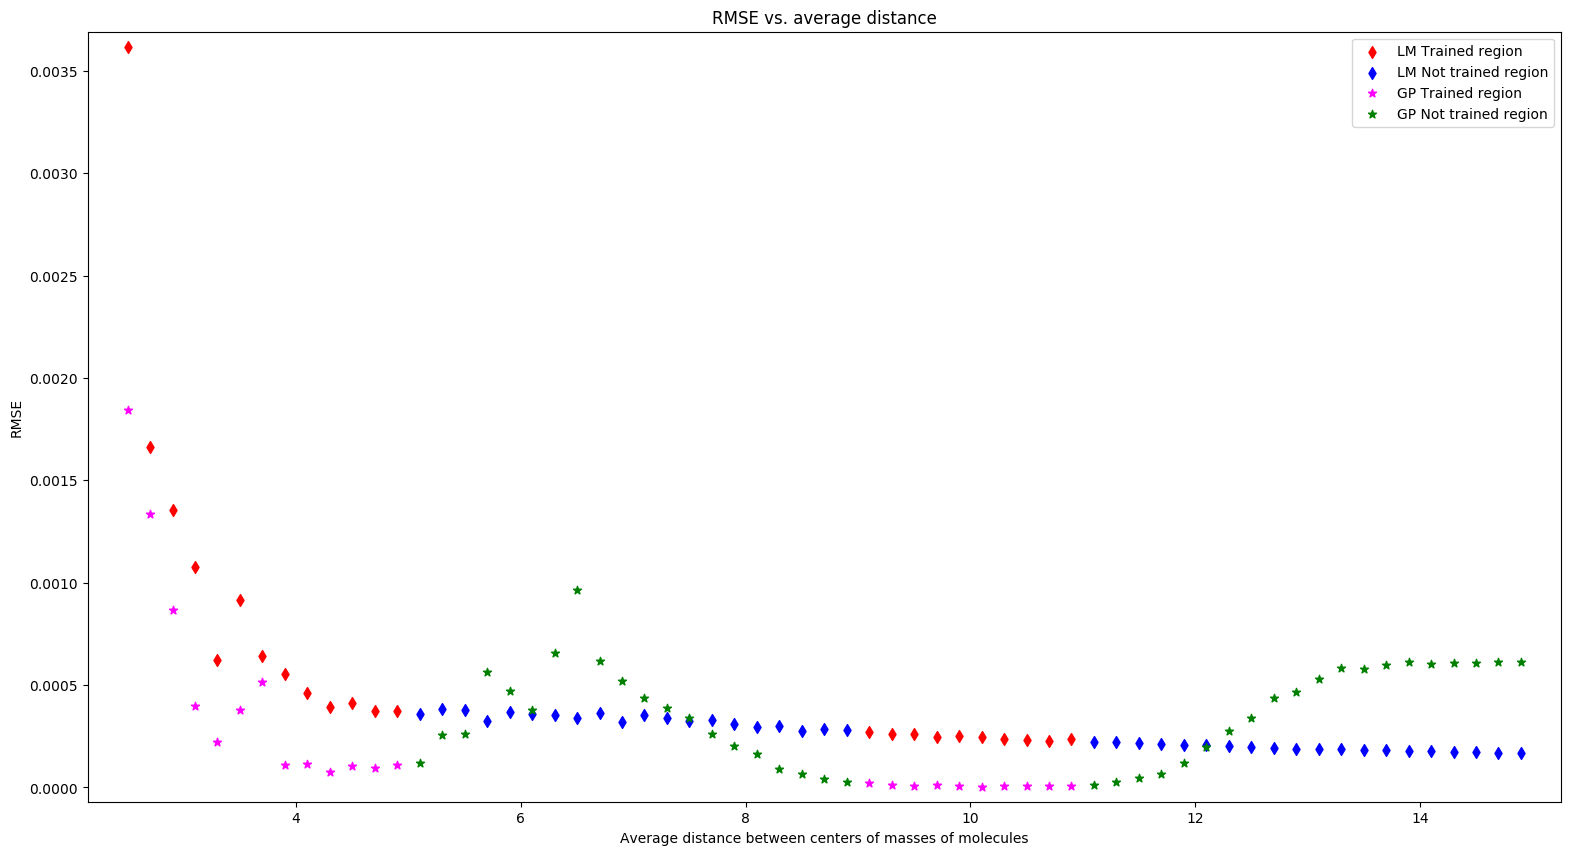 RMSE vs. average distance
LM Trained region
LM Not trained region
GP Trained region
GP Not trained region
0.0035
0.0030
0.0025
0.0020
0.0015
0.0010
0.0005
0.0000
RMSE
4
6
8
10
12
14
Average distance between centers of masses of molecules